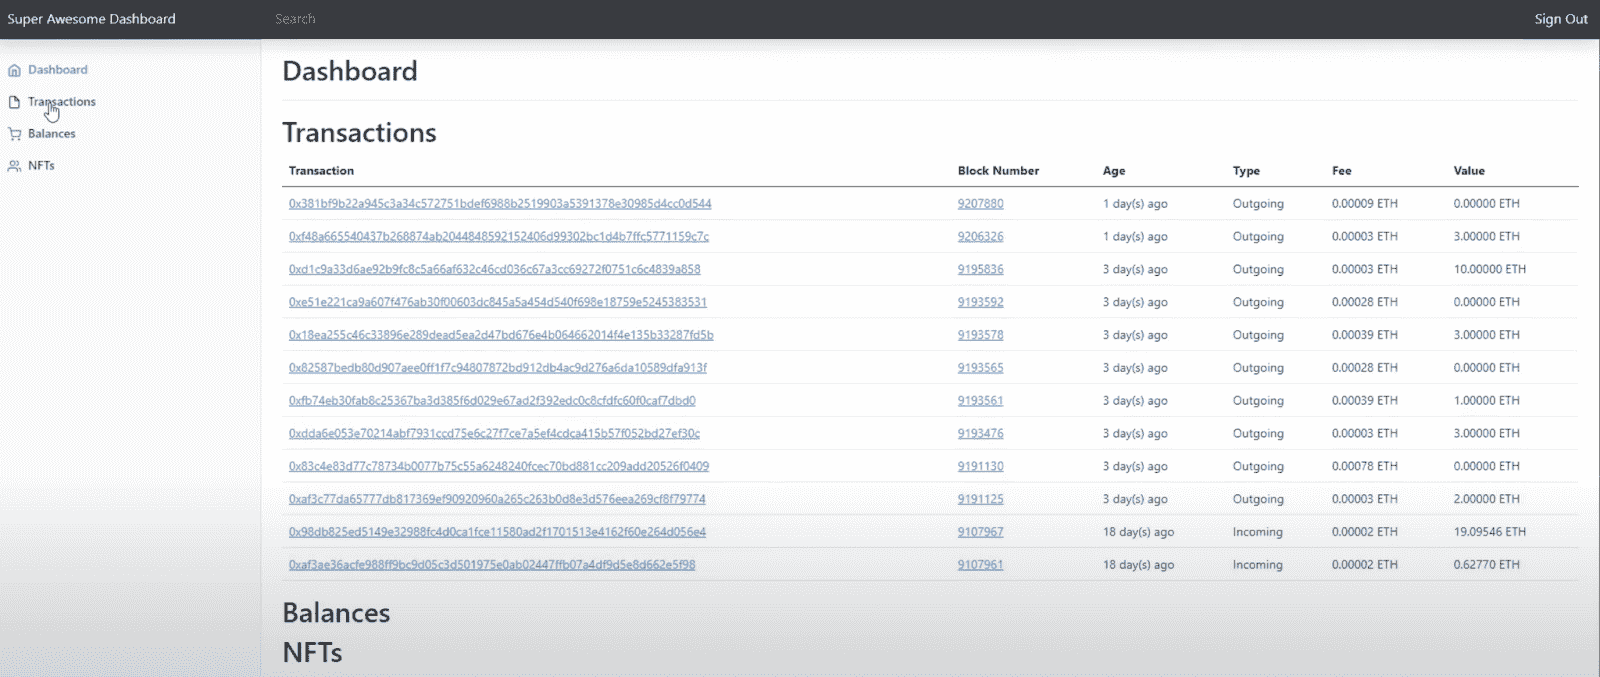 Super Awesome Dashboard Search Sign Out
Dashboard
Transactions
Balances
NFTs
Dashboard
Transactions
Transaction Block Number Age Type Fee Value
0x381bf9b22a945c3a34c572751bdef6988b2519903a5391378e30985d4cc0d544 9207880 1 day(s) ago Outgoing 0.00009 ETH 0.00000 ETH
0xf48a665540437b268874ab2044848592152406d99302bc1d4b7ffc5771159c7c 9206326 1 day(s) ago Outgoing 0.00003 ETH 3.00000 ETH
0xd1c9a33d6ae92b9fc8c5a66af632c46cd036c67a3cc69272f0751c6c4839a858 9195836 3 day(s) ago Outgoing 0.00003 ETH 10.00000 ETH
0xe51e221ca9a607f476ab30f00603dc845a5a454d540f698e18759e5245383531 9193592 3 day(s) ago Outgoing 0.00028 ETH 0.00000 ETH
0x18ea255c46c33896e289dead5ea2d47bd676e4b064662014f4e135b33287fd5b 9193578 3 day(s) ago Outgoing 0.00039 ETH 3.00000 ETH
0x82587bedb80d907aee0ff1f7c94807872bd912db4ac9d276a6da10589dfa913f 9193565 3 day(s) ago Outgoing 0.00028 ETH 0.00000 ETH
0xfb74eb30fab8c25367ba3d385f6d029e67ad2f392edc0c8cfdfc60f0caf7dbd0 9193561 3 day(s) ago Outgoing 0.00039 ETH 1.00000 ETH
0xdda6e053e70214abf7931ccd75e6c27f7ce7a5ef4cdca415b57f052bd27ef30c 9193476 3 day(s) ago Outgoing 0.00003 ETH 3.00000 ETH
0x83c4e83d77c78734b0077b75c55a6248240fcec70bd881cc209add20526f0409 9191130 3 day(s) ago Outgoing 0.00078 ETH 0.00000 ETH
0xaf3c77da65777db817369ef90920960a265c263b0d8e3d576eea269cf8f79774 9191125 3 day(s) ago Outgoing 0.00003 ETH 2.00000 ETH
0x98db825ed5149e32988fc4d0ca1fce11580ad2f1701513e4162f60e264d056e4 9107967 18 day(s) ago Incoming 0.00002 ETH 19.09546 ETH
0xaf3ae36acfe988ff9bc9d05c3d501975e0ab02447ffb07a4df9d5e8d662e5f98 9107961 18 day(s) ago Incoming 0.00002 ETH 0.62770 ETH
Balances
NFTs